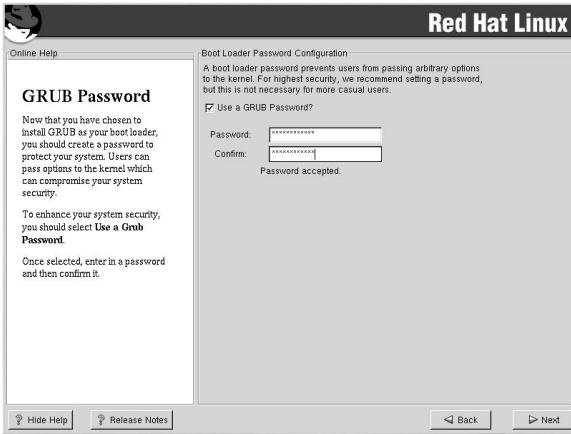 Red Hat Linux
Online Help
GRUB Password
Now that you have chosen to
install GRUB as your boot loader,
you should create a password to
protect your system. Users can
pass options to the kernel which
can compromise your system
security.
To enhance your system security,
you should select Use a Grub
Password.
Once selected, enter in a password
and then confirm it.
Boot Loader Password Configuration
A boot loader password prevents users from passing arbitrary options
to the kernel. For highest security, we recommend setting a password,
but this is not necessary for more casual users.
Use a GRUB Password?
Password: ************
Confirm: ************
Password accepted.
Hide Help
Release Notes
Back
Next